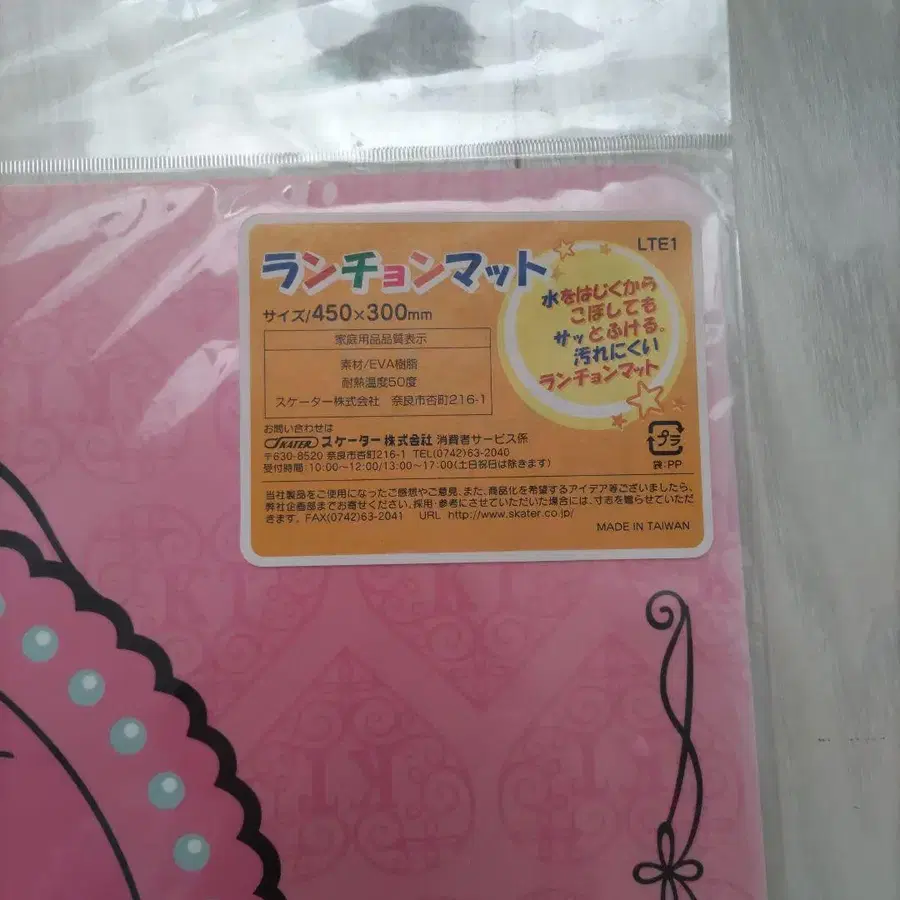 LTE1
ランチョンマット
サイズ/450×300mm
家庭用品品質表示
素材/EVA樹脂
耐熱温度50度
スケーター株式会社 奈良市杏町216-1
水をはじくから
こぼしても
サッとふける。
汚れにくい
ランチョンマット
お問い合わせは
SKATER スケーター株式会社 消費者サービス係
〒630-8520 奈良市杏町216-1 TEL(0742)63-2040
受付時間:10:00〜12:00/13:00〜17:00(土日祝日は除きます)
プラ
袋:PP
当社製品をご使用になったご感想やご意見、また、商品化を希望するアイデア等ございましたら、
弊社企画部までお寄せください。採用・参考にさせていただいた場合には、寸志を贈らせていただ
きます。FAX(0742)63-2041 URL http://www.skater.co.jp/
MADE IN TAIWAN